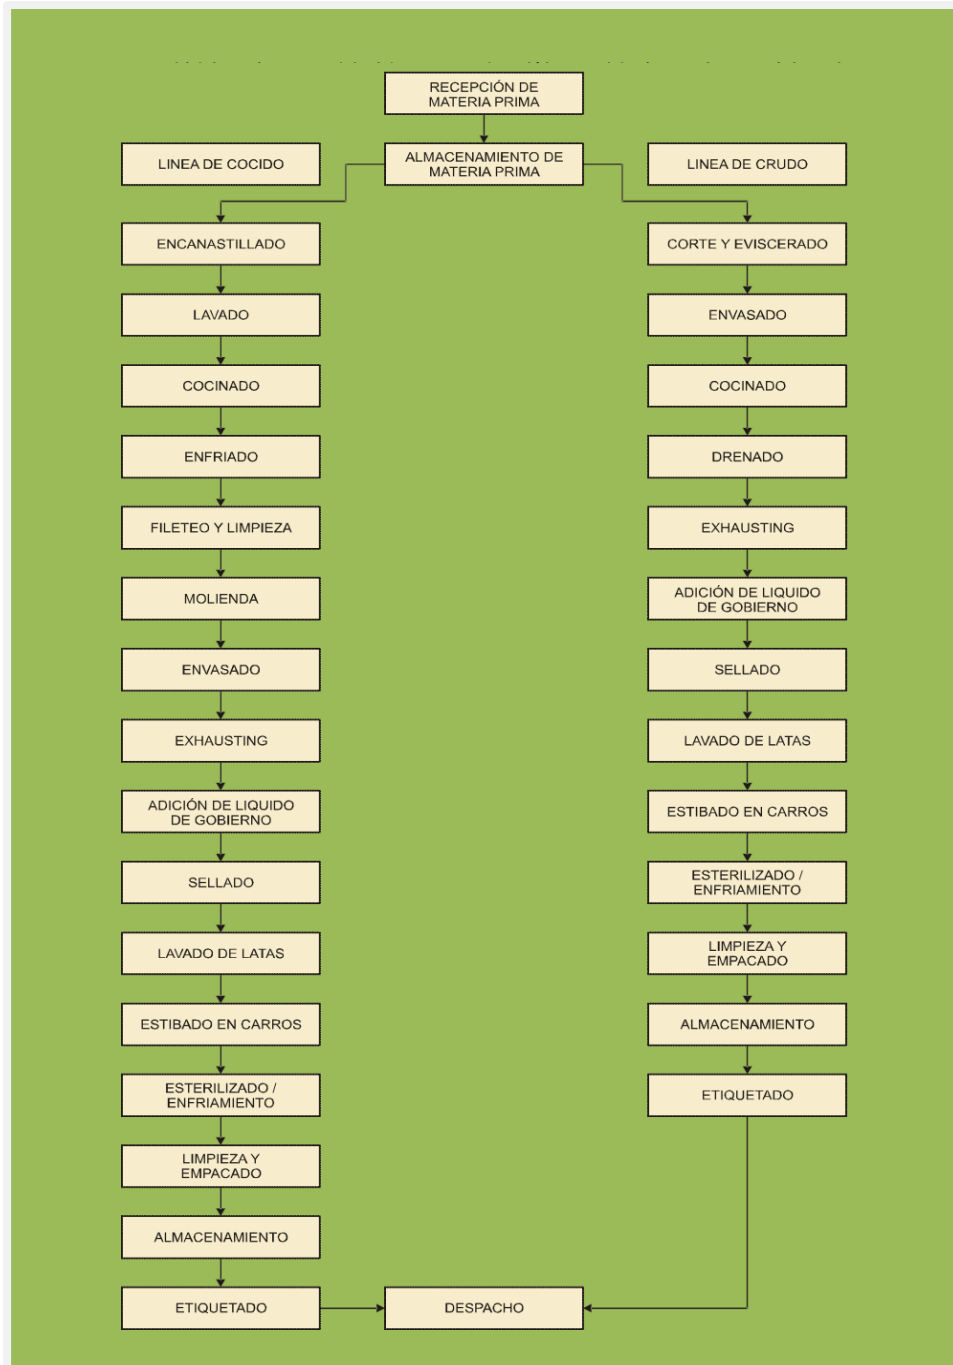 RECEPCIÓN DE
MATERIA PRIMA
LINEA DE COCIDO
ALMACENAMIENTO DE
MATERIA PRIMA
LINEA DE CRUDO
ENCANASTILLADO
LAVADO
COCINADO
ENFRIADO
FILETEO Y LIMPIEZA
MOLIENDA
ENVASADO
EXHAUSTING
ADICIÓN DE LIQUIDO
DE GOBIERNO
SELLADO
LAVADO DE LATAS
ESTIBADO EN CARROS
ESTERILIZADO /
ENFRIAMIENTO
LIMPIEZA Y
EMPACADO
ALMACENAMIENTO
ETIQUETADO
CORTE Y EVISCERADO
ENVASADO
COCINADO
DRENADO
EXHAUSTING
ADICIÓN DE LIQUIDO
DE GOBIERNO
SELLADO
LAVADO DE LATAS
ESTIBADO EN CARROS
ESTERILIZADO /
ENFRIAMIENTO
LIMPIEZA Y
EMPACADO
ALMACENAMIENTO
ETIQUETADO
DESPACHO